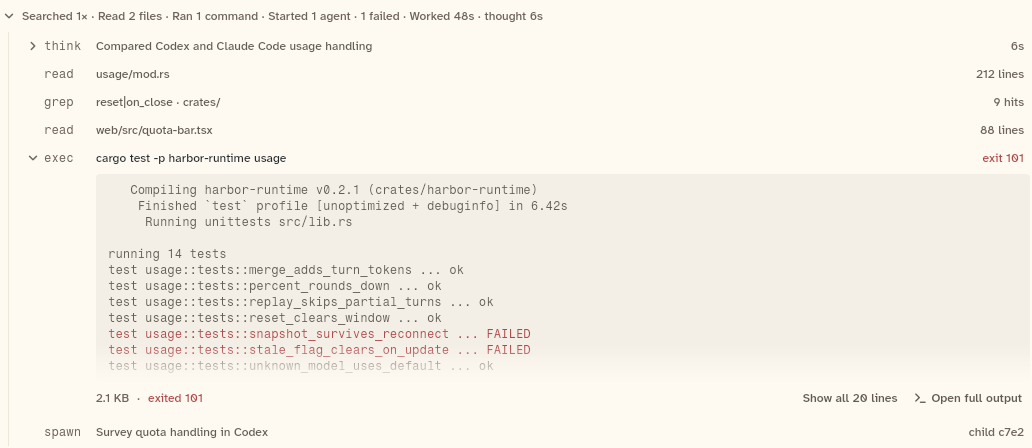 Searched 1× · Read 2 files · Ran 1 command · Started 1 agent · 1 failed · Worked 48s · thought 6s
think Compared Codex and Claude Code usage handling 6s
read usage/mod.rs 212 lines
grep reset|on_close · crates/ 9 hits
read web/src/quota-bar.tsx 88 lines
exec cargo test -p harbor-runtime usage exit 101
Compiling harbor-runtime v0.2.1 (crates/harbor-runtime)
Finished `test` profile [unoptimized + debuginfo] in 6.42s
Running unittests src/lib.rs
running 14 tests
test usage::tests::merge_adds_turn_tokens ... ok
test usage::tests::percent_rounds_down ... ok
test usage::tests::replay_skips_partial_turns ... ok
test usage::tests::reset_clears_window ... ok
test usage::tests::snapshot_survives_reconnect ... FAILED
test usage::tests::stale_flag_clears_on_update ... FAILED
test usage::tests::unknown_model_uses_default ... ok
2.1 KB · exited 101 Show all 20 lines Open full output
spawn Survey quota handling in Codex child c7e2